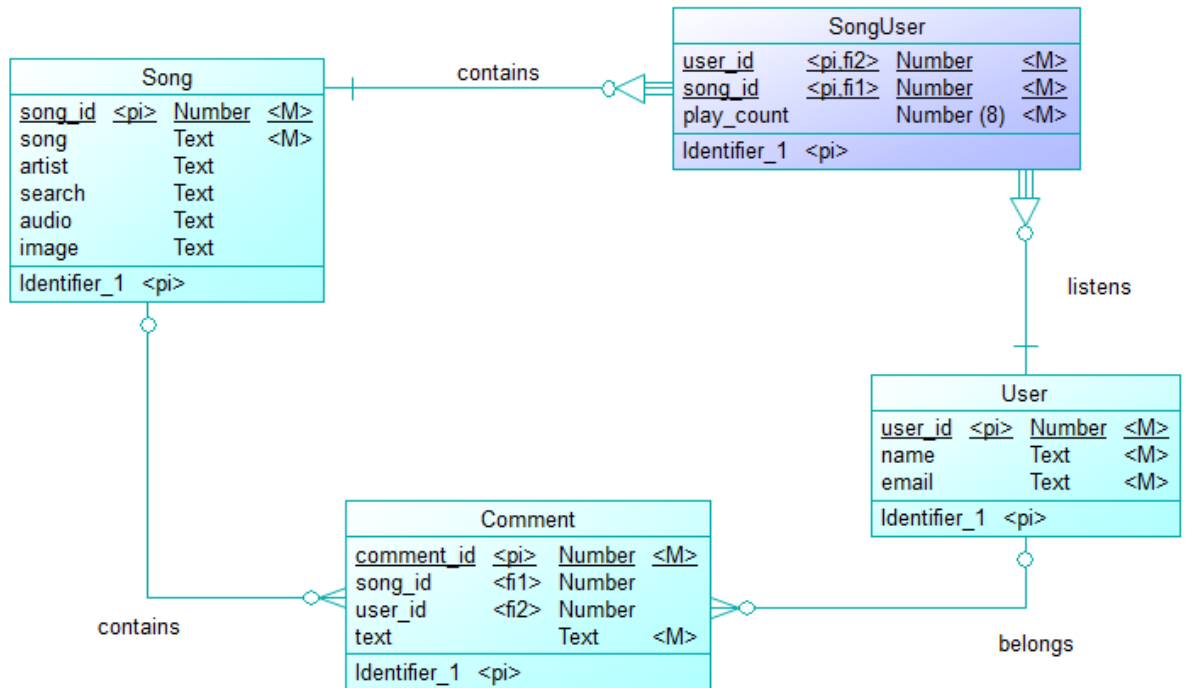 SongUser
user_id <pi,fi2> Number <M>
song_id <pi,fi1> Number <M>
play_count Number (8) <M>
Identifier_1 <pi>
contains
Song
song_id <pi> Number <M>
song Text <M>
artist Text
search Text
audio Text
image Text
Identifier_1 <pi>
listens
User
user_id <pi> Number <M>
name Text <M>
email Text <M>
Identifier_1 <pi>
Comment
comment_id <pi> Number <M>
song_id <fi1> Number
user_id <fi2> Number
text Text <M>
Identifier_1 <pi>
contains
belongs